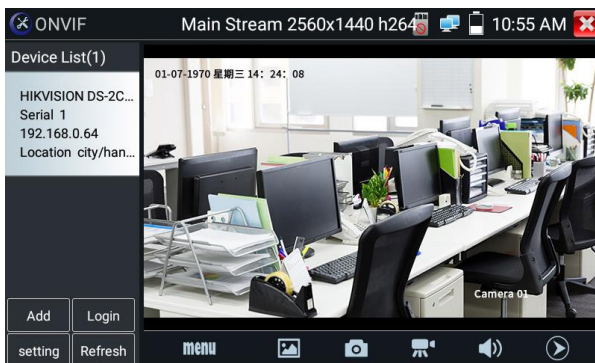 ONVIF
Main Stream 2560x1440 h264
10:55 AM
Device List(1)
HIKVISION DS-2C...
Serial 1
192.168.0.64
Location city/han...
01-07-1970 星期三 14：24：08
Camera 01
Add
Login
setting
Refresh
menu